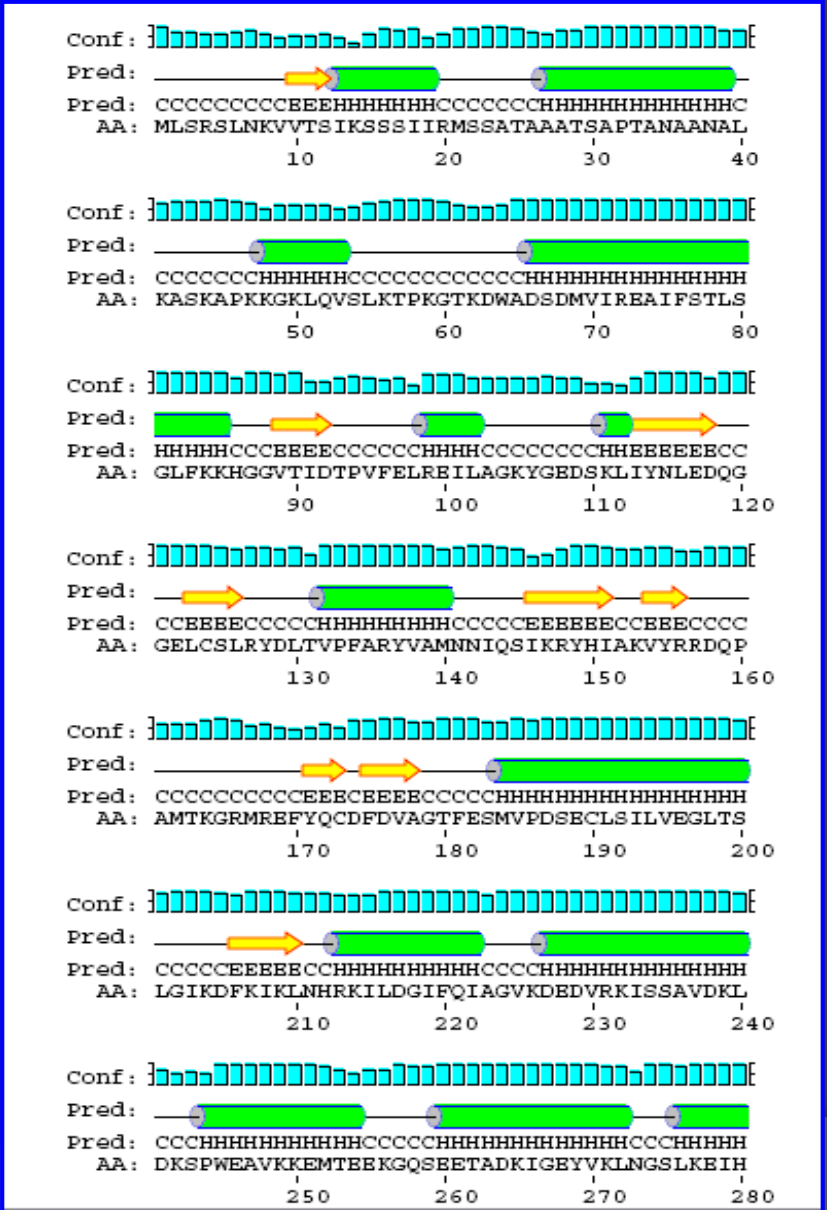 Conf:
Pred:
Pred: CCCCCCCCCEEEHHHHHHHCCCCCCCHHHHHHHHHHHHHC
AA: MLSRSLNKVVTSIKSSSIIRMSSATAAATSAPTANAANAL
10 20 30 40
Conf:
Pred:
Pred: CCCCCCCHHHHHHCCCCCCCCCCCCHHHHHHHHHHHHHHH
AA: KASKAPKKGKLQVSLKTPKGTKDWADSDMVIREAIFSTLS
50 60 70 80
Conf:
Pred:
Pred: HHHHHCCCEEEECCCCCCHHHHCCCCCCCCHHEEEEEECC
AA: GLFKKHGGVTIDTPVFELREILAGKYGEDSKLIYNLEDQG
90 100 110 120
Conf:
Pred:
Pred: CCEEEECCCCCHHHHHHHHHCCCCCEEEEEECCEEECCCC
AA: GELCSLRYDLTVPFARYVAMNNIQSIKRYHIAKVYRRDQP
130 140 150 160
Conf:
Pred:
Pred: CCCCCCCCCCEEECEEEECCCCCHHHHHHHHHHHHHHHHH
AA: AMTKGRMREFYQCDFDVAGTFESMVPDSECLSILVEGLTS
170 180 190 200
Conf:
Pred:
Pred: CCCCCEEEEECCHHHHHHHHHHCCCCHHHHHHHHHHHHHH
AA: LGIKDFKIKLNHRKILDGIFQIAGVKDEDVRKISSAVDKL
210 220 230 240
Conf:
Pred:
Pred: CCCHHHHHHHHHHHCCCCCHHHHHHHHHHHHHCCCHHHHH
AA: DKSPWEAVKKEMTEEKGQSEETADKIGEYVKLNGSLKEIH
250 260 270 280